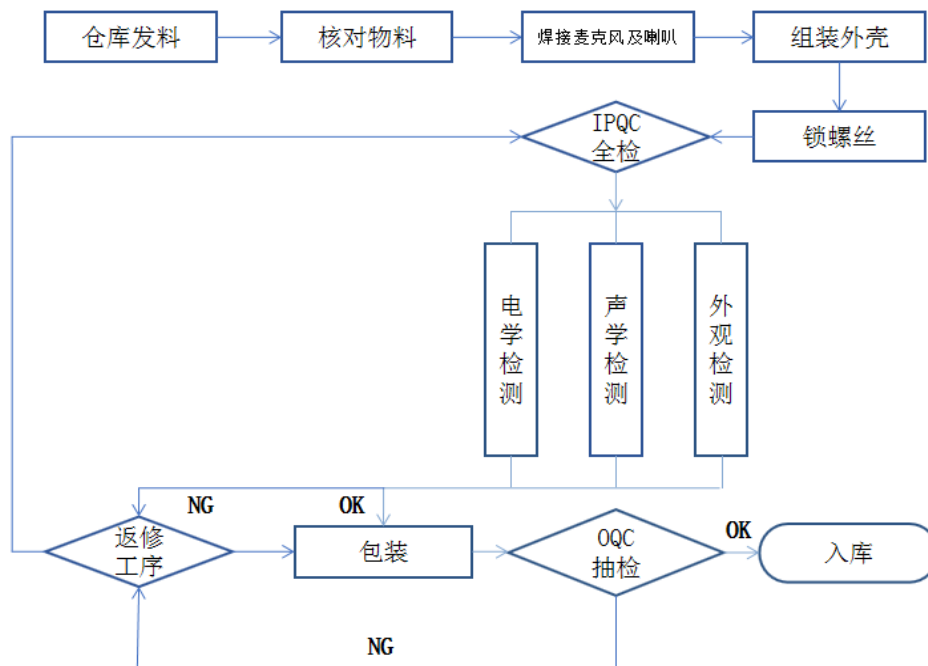 仓库发料
核对物料
焊接麦克风及喇叭
组装外壳
IPQC
全检
锁螺丝
电学检测
声学检测
外观检测
NG
OK
返修
工序
包装
OQC
抽检
OK
入库
NG